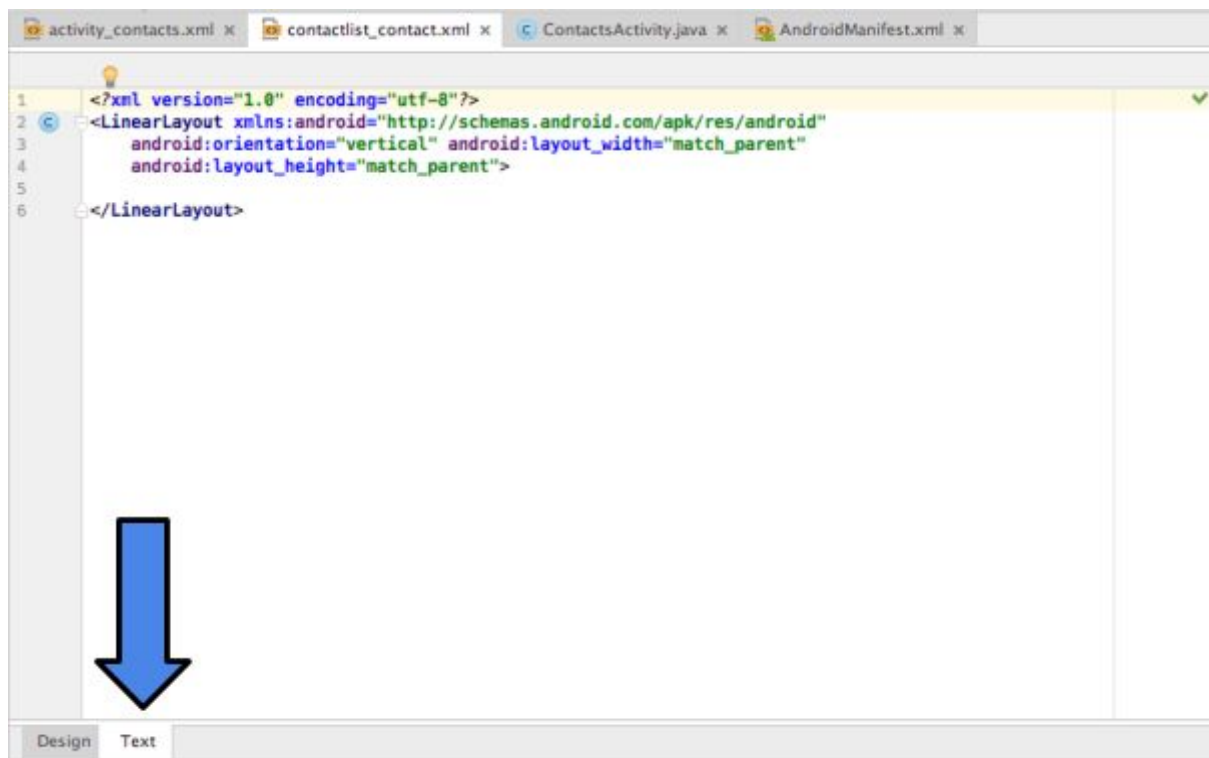 activity_contacts.xml × contactlist_contact.xml × C ContactsActivity.java × AndroidManifest.xml ×
1 <?xml version="1.0" encoding="utf-8"?>
2 C <LinearLayout xmlns:android="http://schemas.android.com/apk/res/android"
3 android:orientation="vertical" android:layout_width="match_parent"
4 android:layout_height="match_parent">
5
6 </LinearLayout>
Design Text